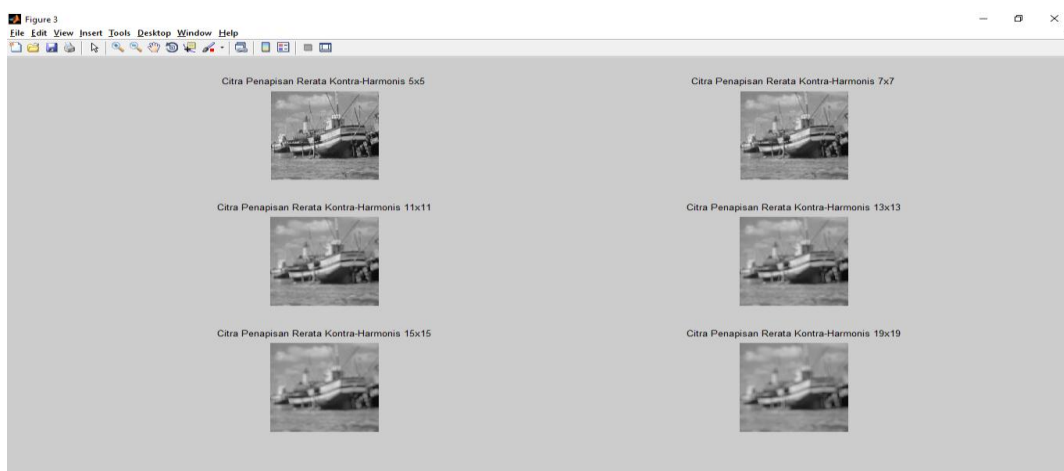 Figure 3
File Edit View Insert Tools Desktop Window Help
Citra Penapisan Rerata Kontra-Harmonis 5x5
Citra Penapisan Rerata Kontra-Harmonis 7x7
Citra Penapisan Rerata Kontra-Harmonis 11x11
Citra Penapisan Rerata Kontra-Harmonis 13x13
Citra Penapisan Rerata Kontra-Harmonis 15x15
Citra Penapisan Rerata Kontra-Harmonis 19x19